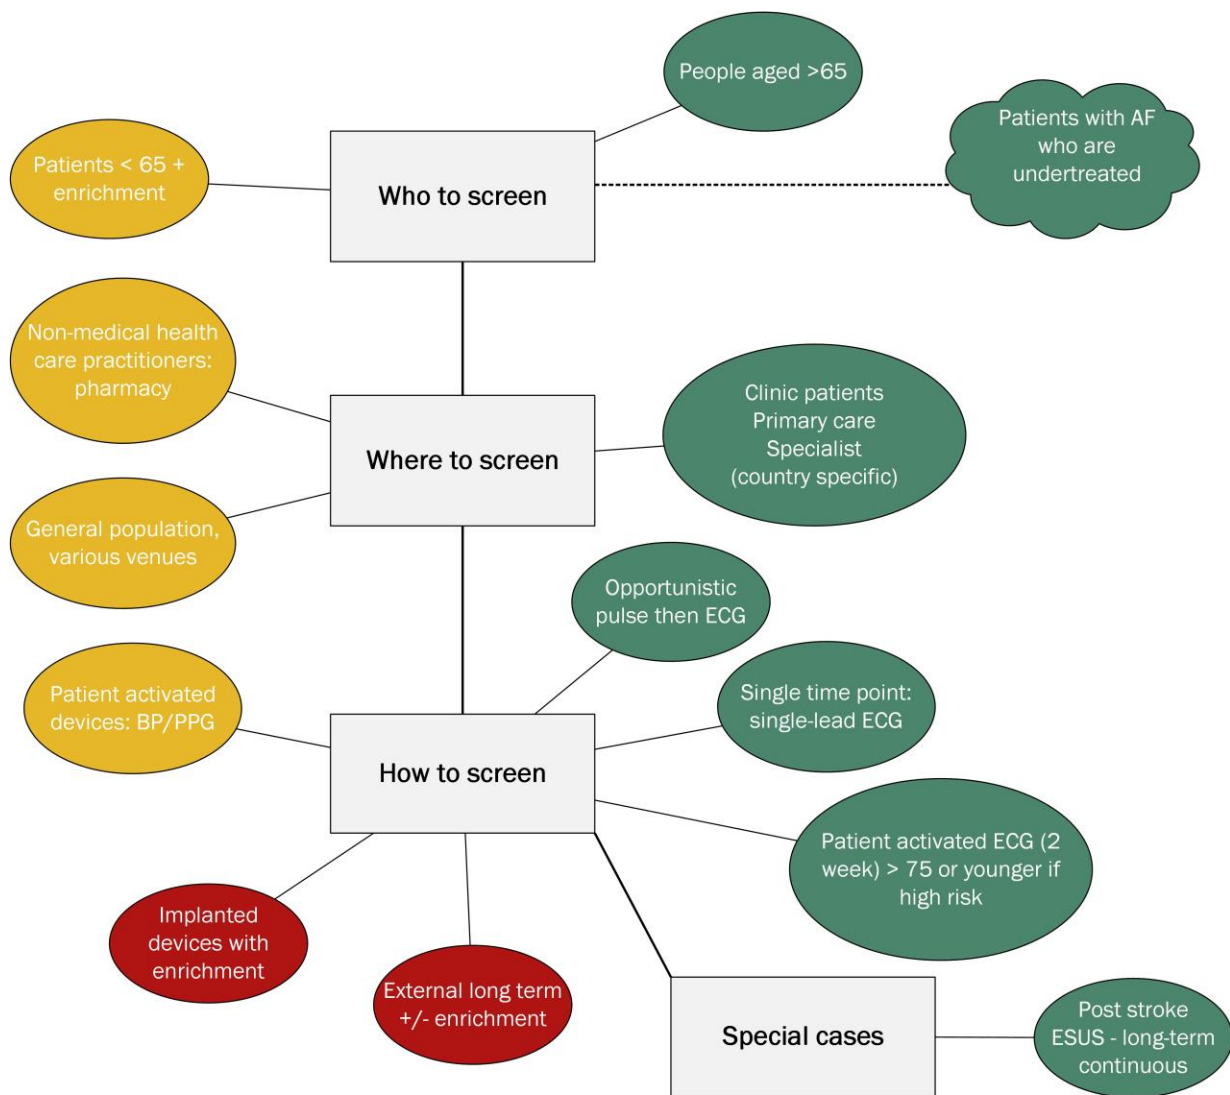 People aged >65
Patients with AF
who are
undertreated
Patients < 65 +
enrichment
Who to screen
Non-medical health
care practitioners:
pharmacy
Clinic patients
Primary care
Specialist
(country specific)
Where to screen
General population,
various venues
Opportunistic
pulse then ECG
Patient activated
devices: BP/PPG
Single time point:
single-lead ECG
How to screen
Patient activated ECG (2
week) > 75 or younger if
high risk
Implanted
devices with
enrichment
External long term
+/- enrichment
Special cases
Post stroke
ESUS - long-term
continuous